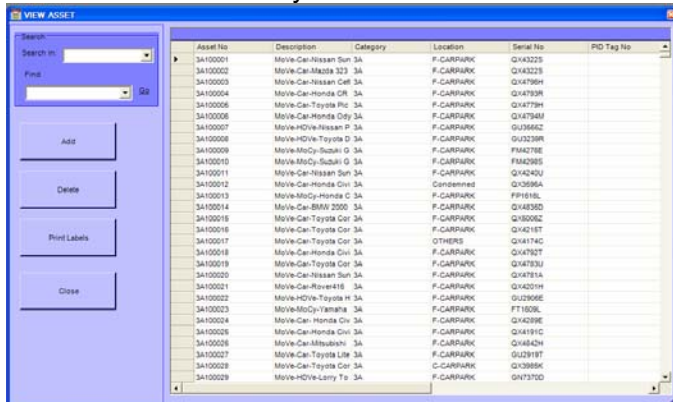 VIEW ASSET
Search
Search In:
Find
Go
Add
Delete
Print Labels
Close
Asset No Description Category Location Serial No PID Tag No
3A100001 MoVe-Car-Nissan Sun 3A F-CARPARK QX4322S
3A100002 MoVe-Car-Mazda 323 3A F-CARPARK QX4322S
3A100003 MoVe-Car-Nissan Cefi 3A F-CARPARK QX4796H
3A100004 MoVe-Car-Honda CR 3A F-CARPARK QX4793R
3A100005 MoVe-Car-Toyota Pic 3A F-CARPARK QX4779H
3A100006 MoVe-Car-Honda Ody 3A F-CARPARK QX4794M
3A100007 MoVe-HDVe-Nissan P 3A F-CARPARK GU3666Z
3A100008 MoVe-HDVe-Toyota D 3A F-CARPARK GU3239R
3A100009 MoVe-MoCy-Suzuki G 3A F-CARPARK FM4278E
3A100010 MoVe-MoCy-Suzuki G 3A F-CARPARK FM4298S
3A100011 MoVe-Car-Nissan Sun 3A F-CARPARK QX4240U
3A100012 MoVe-Car-Honda Civi 3A Condemned QX3696A
3A100013 MoVe-MoCy-Honda C 3A F-CARPARK FP1616L
3A100014 MoVe-Car-BMW 2000 3A F-CARPARK QX4836D
3A100015 MoVe-Car-Toyota Cor 3A F-CARPARK QX5006Z
3A100016 MoVe-Car-Toyota Cor 3A F-CARPARK QX4215T
3A100017 MoVe-Car-Toyota Cor 3A OTHERS QX4174C
3A100018 MoVe-Car-Honda Civi 3A F-CARPARK QX4792T
3A100019 MoVe-Car-Toyota Cor 3A F-CARPARK QX4783U
3A100020 MoVe-Car-Nissan Sun 3A F-CARPARK QX4781A
3A100021 MoVe-Car-Rover416 3A F-CARPARK QX4201H
3A100022 MoVe-HDVe-Toyota H 3A F-CARPARK GU2906E
3A100023 MoVe-MoCy-Yamaha 3A F-CARPARK FT1609L
3A100024 MoVe-Car- Honda Civ 3A F-CARPARK QX4289E
3A100025 MoVe-Car-Honda Civi 3A F-CARPARK QX4191C
3A100026 MoVe-Car-Mitsubishi 3A F-CARPARK QX4842H
3A100027 MoVe-Car-Toyota Lite 3A F-CARPARK GU2919T
3A100028 MoVe-Car-Toyota Cor 3A C-CARPARK QX3985K
3A100029 MoVe-HDVe-Lorry To 3A F-CARPARK GN7370D